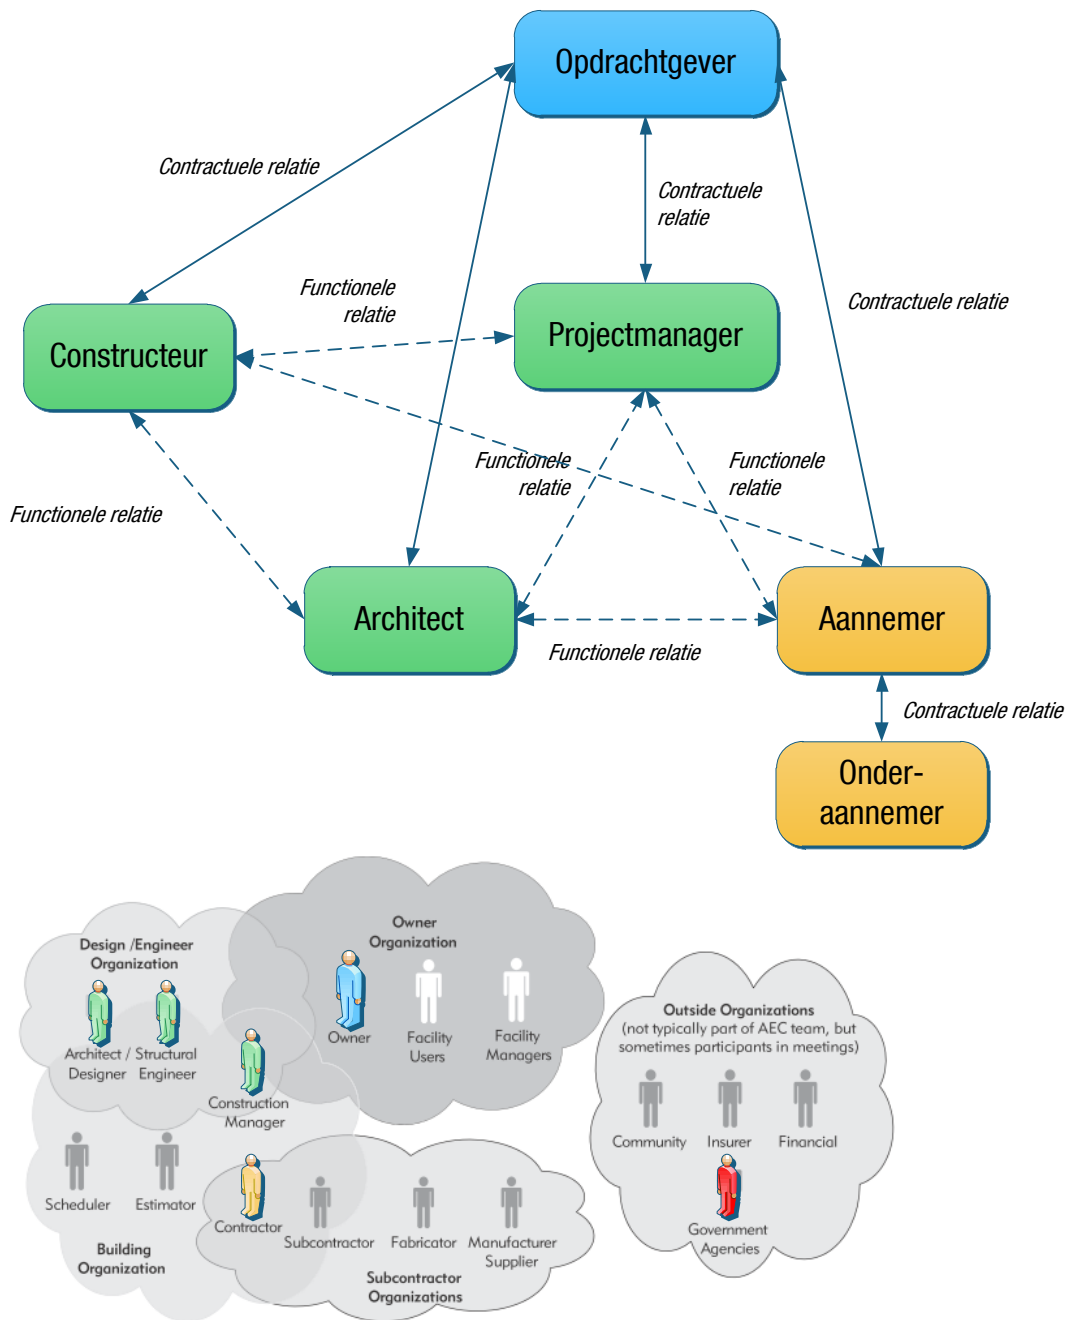 Opdrachtgever
Contractuele relatie
Contractuele
relatie
Functionele
relatie
Contractuele relatie
Projectmanager
Constructeur
Functionele
relatie
Functionele
relatie
Functionele relatie
Architect
Aannemer
Functionele relatie
Contractuele relatie
Onder-
aannemer
Owner
Organization
Design /Engineer
Organization
Owner
Facility
Users
Facility
Managers
Architect /
Designer
Structural
Engineer
Construction
Manager
Outside Organizations
(not typically part of AEC team, but
sometimes participants in meetings)
Community
Insurer
Financial
Government
Agencies
Scheduler
Estimator
Contractor
Subcontractor
Fabricator
Manufacturer
Supplier
Building
Organization
Subcontractor
Organizations